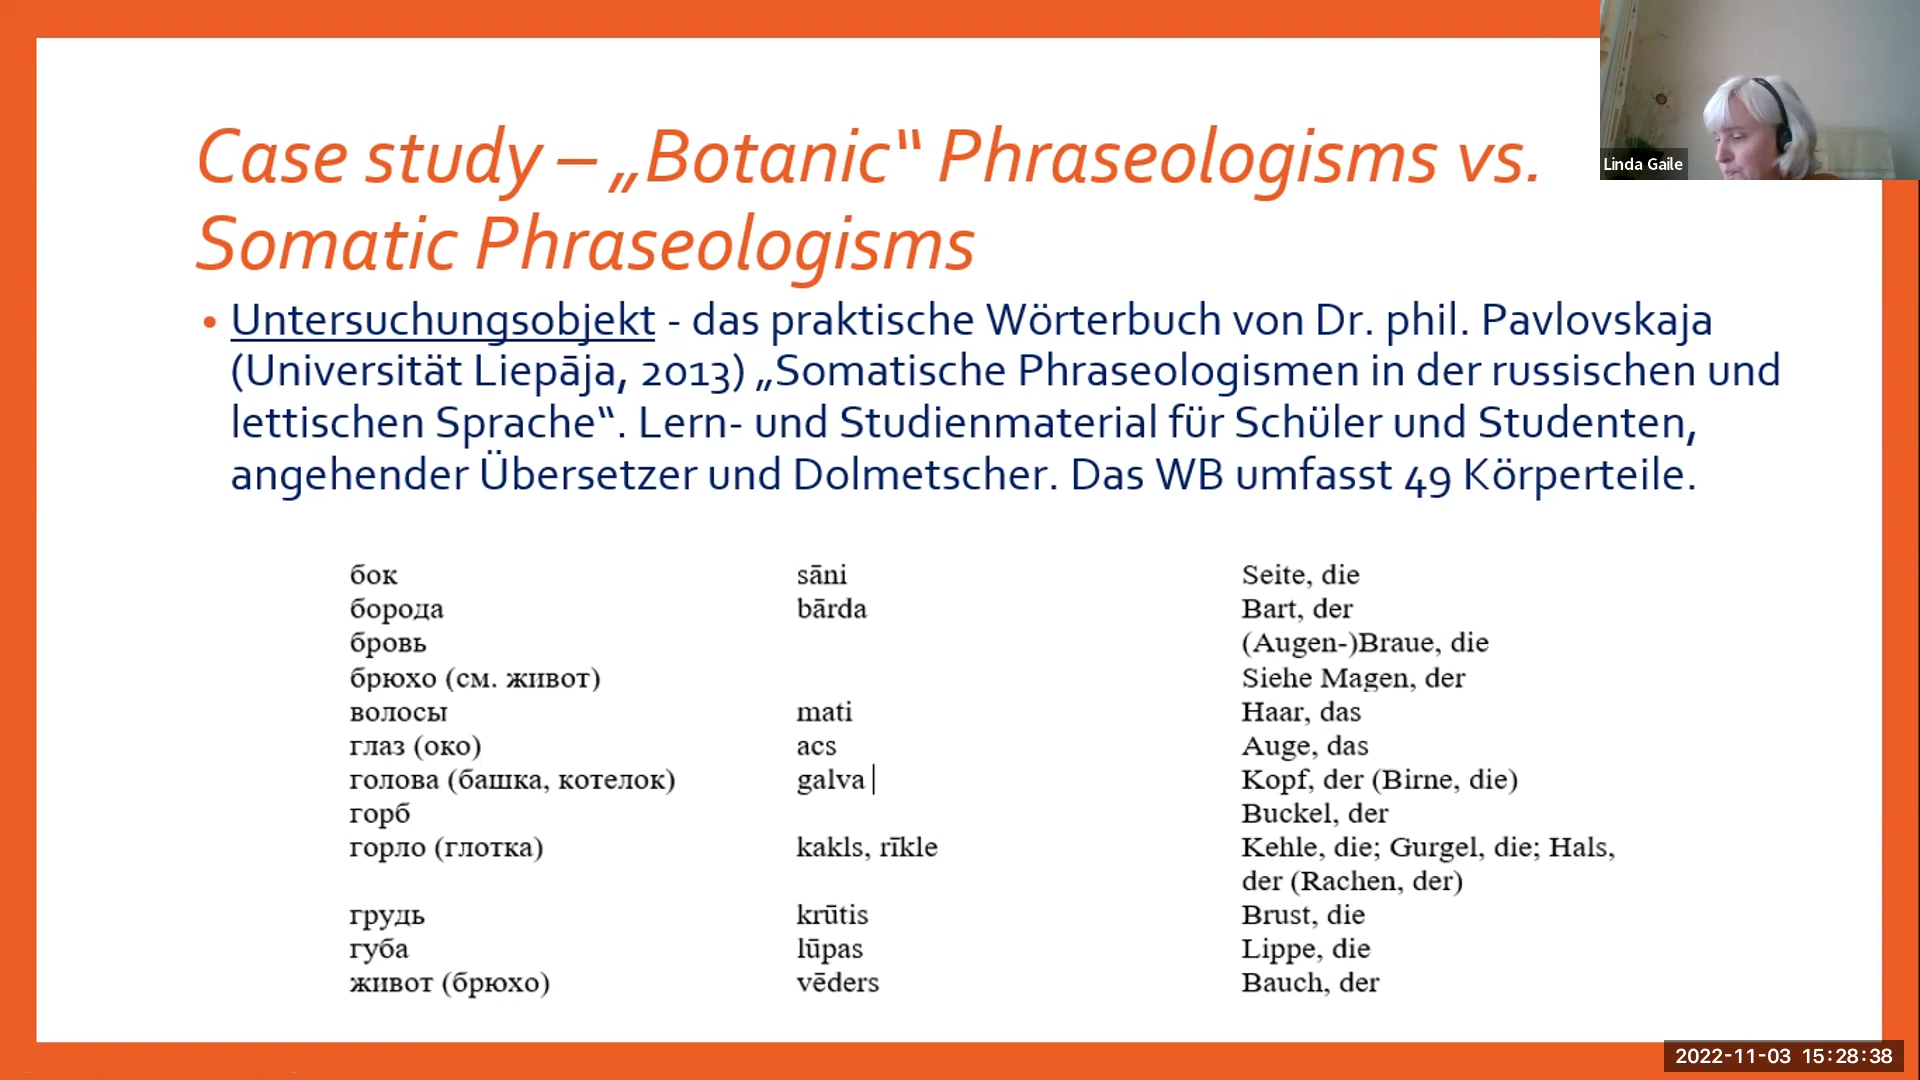 Case study – „Botanic“ Phraseologisms vs.
Somatic Phraseologisms
Linda Gaile
• Untersuchungsobjekt - das praktische Wörterbuch von Dr. phil. Pavlovskaja
(Universität Liepāja, 2013) „Somatische Phraseologismen in der russischen und
lettischen Sprache“. Lern- und Studienmaterial für Schüler und Studenten,
angehender Übersetzer und Dolmetscher. Das WB umfasst 49 Körperteile.
бок sāni Seite, die
борода bārda Bart, der
бровь (Augen-)Braue, die
брюхо (см. живот) Siehe Magen, der
волосы mati Haar, das
глаз (око) acs Auge, das
голова (башка, котелок) galva Kopf, der (Birne, die)
горб Buckel, der
горло (глотка) kakls, rīkle Kehle, die; Gurgel, die; Hals,
der (Rachen, der)
грудь krūtis Brust, die
губа lūpas Lippe, die
живот (брюхо) vēders Bauch, der
2022-11-03 15:28:38